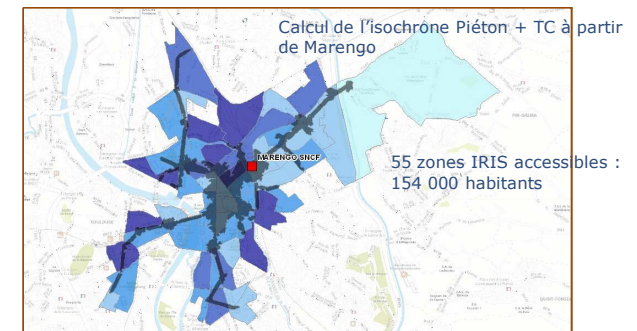 Calcul de l'isochrone Piéton + TC à partir
de Marengo
MARENGO SNCF
55 zones IRIS accessibles :
154 000 habitants